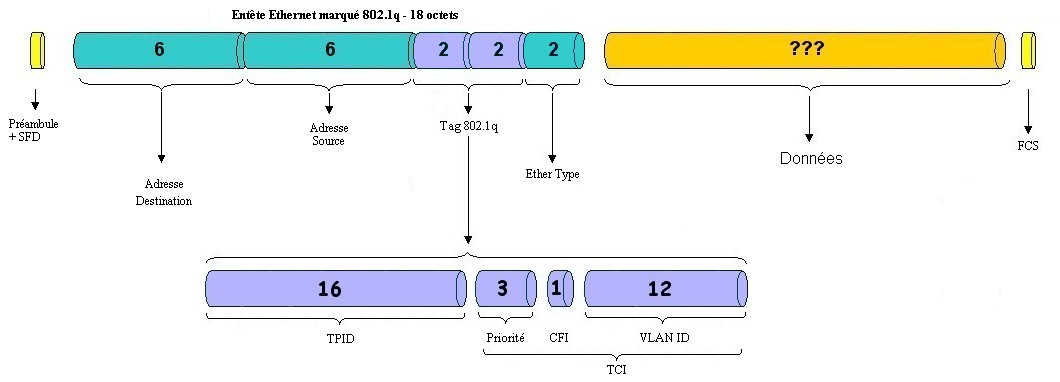 Entête Ethernet marqué 802.1q - 18 octets
6 6 2 2 2 ???
Préambule
+ SFD
Adresse
Source
Tag 802.1q
Données
FCS
Ether Type
Adresse
Destination
16 3 1 12
TPID Priorité CFI VLAN ID
TCI